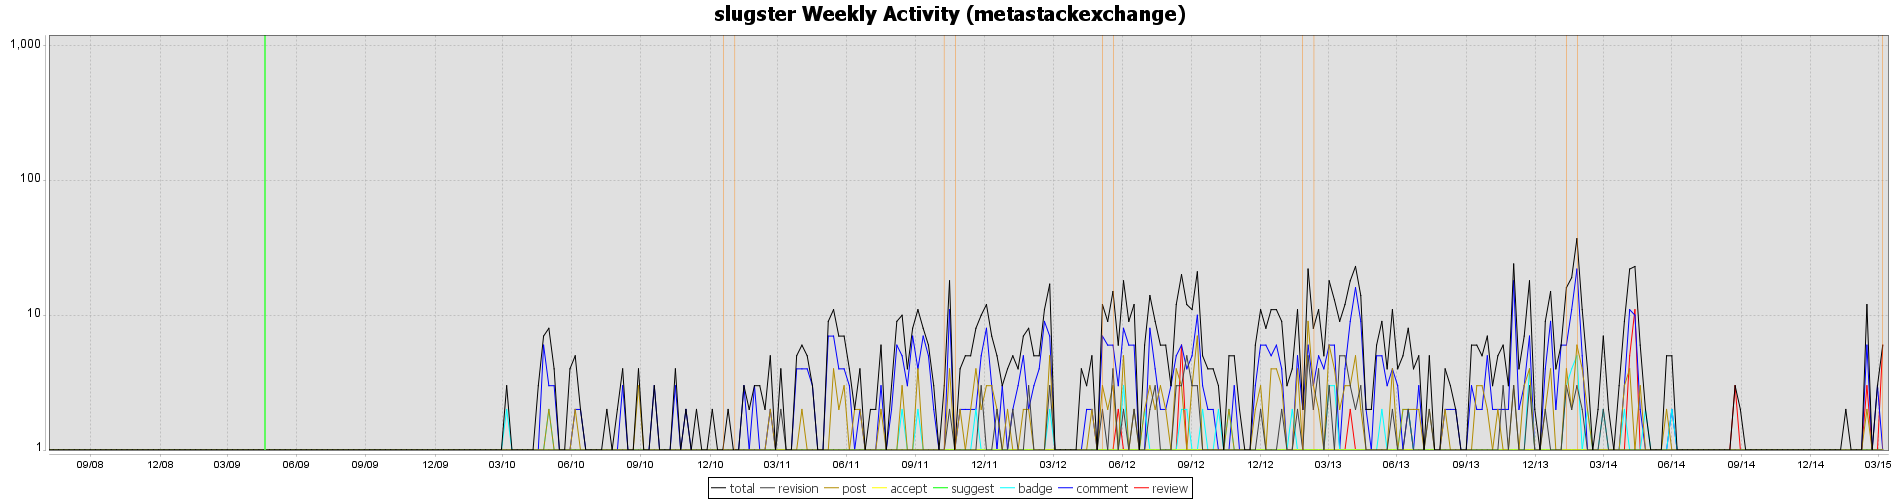 slugster Weekly Activity (metastackexchange)
1,000
100
10
1
09/08 12/08 03/09 06/09 09/09 12/09 03/10 06/10 09/10 12/10 03/11 06/11 09/11 12/11 03/12 06/12 09/12 12/12 03/13 06/13 09/13 12/13 03/14 06/14 09/14 12/14 03/15
total revision post accept suggest badge comment review